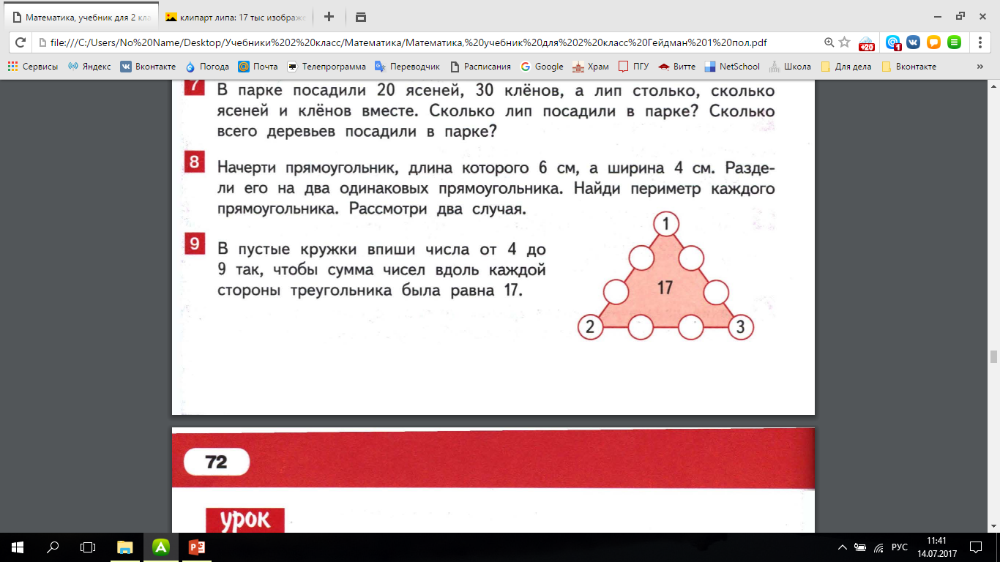 Математика, учебник для 2 кла
клипарт липа: 17 тыс изображе
file:///C:/Users/No%20Name/Desktop/Учебники%202%20класс/Математика/Математика,%20учебник%20для%202%20класс%20Гейдман%201%20пол.pdf
+20
1
Сервисы Яндекс Вконтакте Погода Почта Телепрограмма Переводчик Расписания Google Храм ПГУ Витте NetSchool Школа Для дела Вконтакте »
7 В парке посадили 20 ясеней, 30 клёнов, а лип столько, сколько
ясеней и клёнов вместе. Сколько лип посадили в парке? Сколько
всего деревьев посадили в парке?
8 Начерти прямоугольник, длина которого 6 см, а ширина 4 см. Разде-
ли его на два одинаковых прямоугольника. Найди периметр каждого
прямоугольника. Рассмотри два случая.
9 В пустые кружки впиши числа от 4 до
9 так, чтобы сумма чисел вдоль каждой
стороны треугольника была равна 17.
1
17
2 3
72
урок
РУС
11:41
14.07.2017